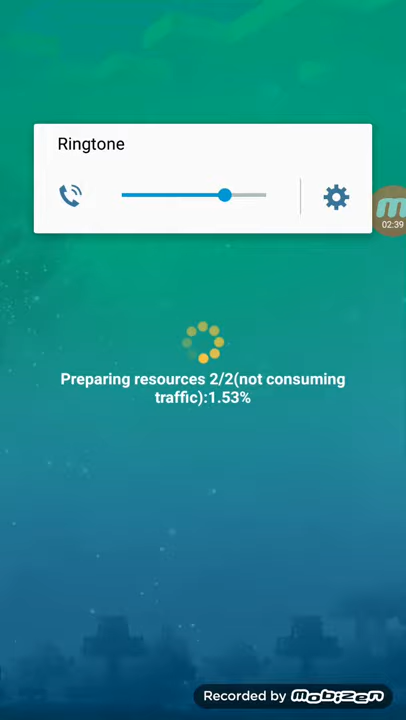 Ringtone
02:39
Preparing resources 2/2(not consuming
traffic):1.53%
Recorded by mobizen